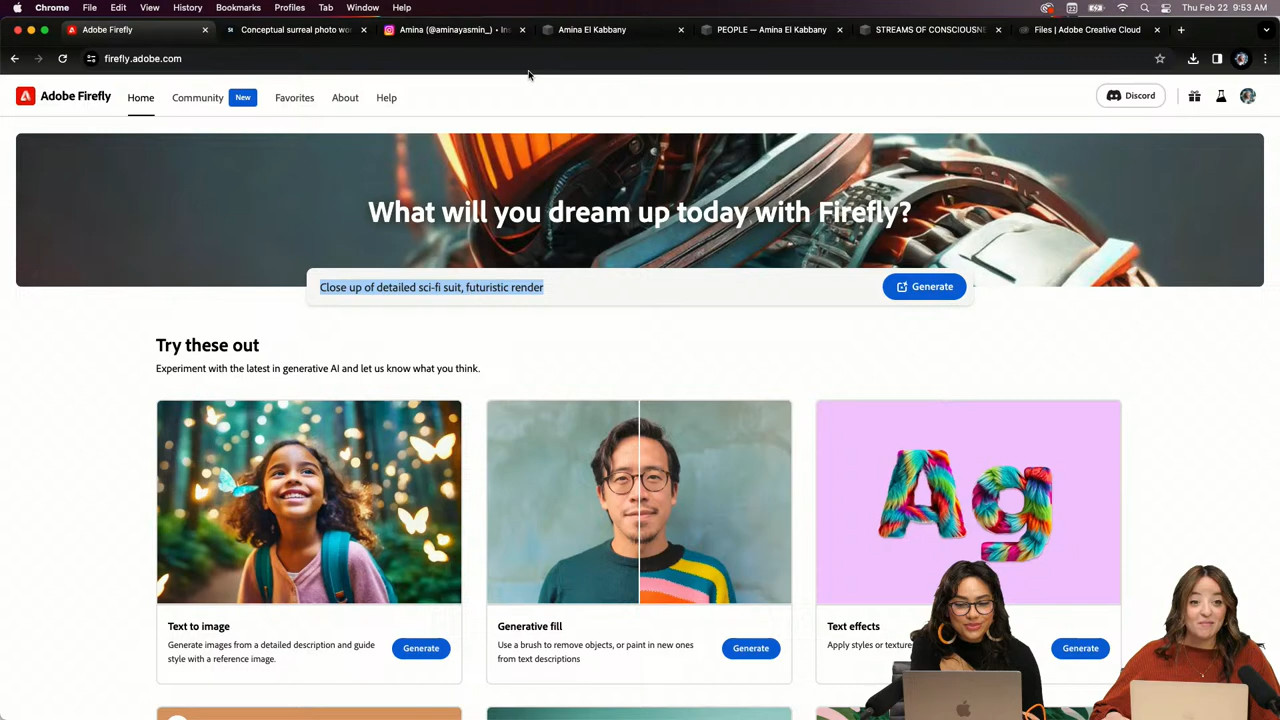 Chrome File Edit View History Bookmarks Profiles Tab Window Help Thu Feb 22 9:53 AM
Adobe Firefly
Conceptual surreal photo wo
Amina (@aminayasmin_) • Ins
Amina El Kabbany
PEOPLE — Amina El Kabbany
STREAMS OF CONSCIOUSNE
Files | Adobe Creative Cloud
firefly.adobe.com
Adobe Firefly Home Community New Favorites About Help Discord
What will you dream up today with Firefly?
Close up of detailed sci-fi suit, futuristic render Generate
Try these out
Experiment with the latest in generative AI and let us know what you think.
Ag
Text to image
Generate images from a detailed description and guide
style with a reference image.
Generate
Generative fill
Use a brush to remove objects, or paint in new ones
from text descriptions
Generate
Text effects
Apply styles or texture
Generate